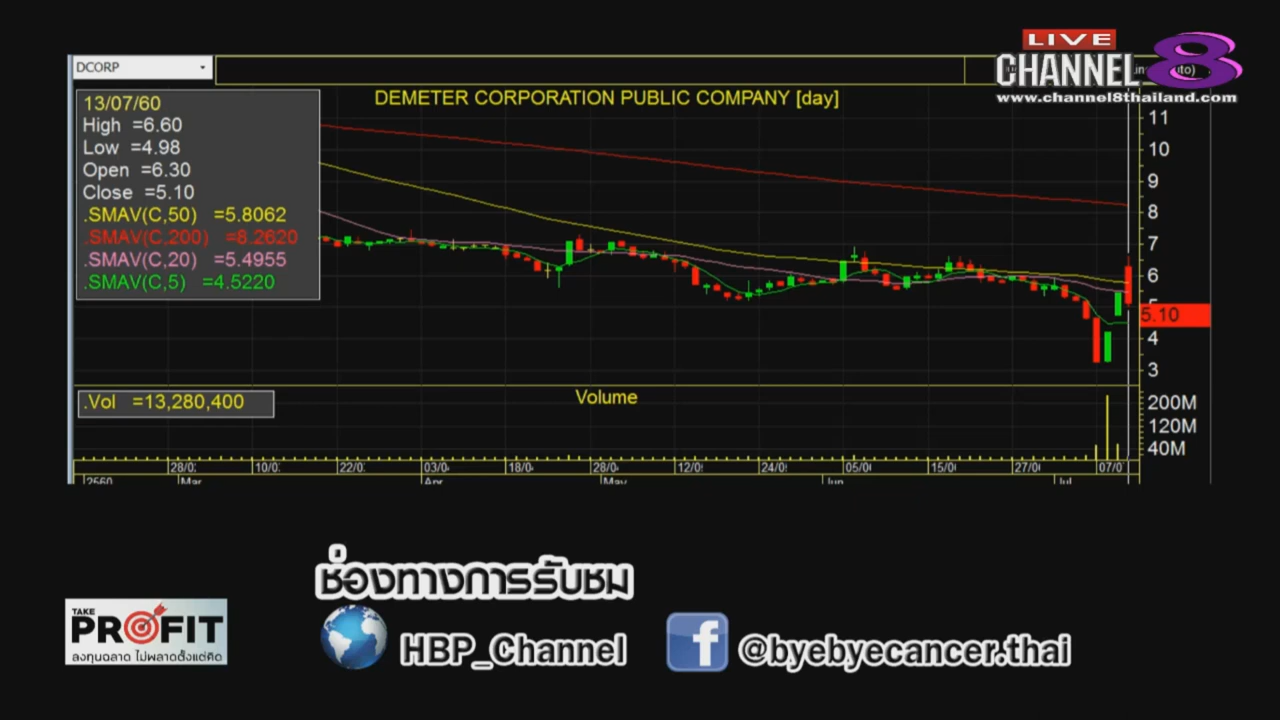 LIVE
CHANNEL 8
www.channel8thailand.com
DCORP
DEMETER CORPORATION PUBLIC COMPANY [day]
13/07/60
High =6.60
Low =4.98
Open =6.30
Close =5.10
.SMAV(C,50) =5.8062
.SMAV(C,200) =8.2620
.SMAV(C,20) =5.4955
.SMAV(C,5) =4.5220
11
10
9
8
7
6
5
5.10
4
3
.Vol =13,280,400
Volume
200M
120M
40M
28/0 10/0 22/0 03/0 18/0 28/0 12/0 24/0 05/0 15/0 27/0 07/0
2560 Mar Apr May Jun Jul
ช่องทางการรับชม
TAKE
PROFIT
ลงทุนฉลาด ไม่พลาดตั้งแต่คิด
HBP_Channel
f @byebyecancer.thai